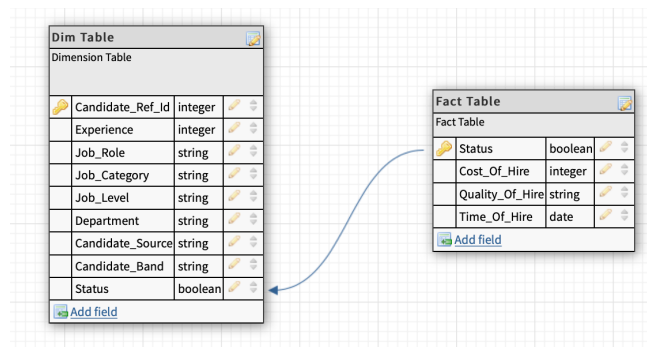 Dim Table
Dimension Table
Candidate_Ref_Id integer
Experience integer
Job_Role string
Job_Category string
Job_Level string
Department string
Candidate_Source string
Candidate_Band string
Status boolean
Add field
Fact Table
Fact Table
Status boolean
Cost_Of_Hire integer
Quality_Of_Hire string
Time_Of_Hire date
Add field